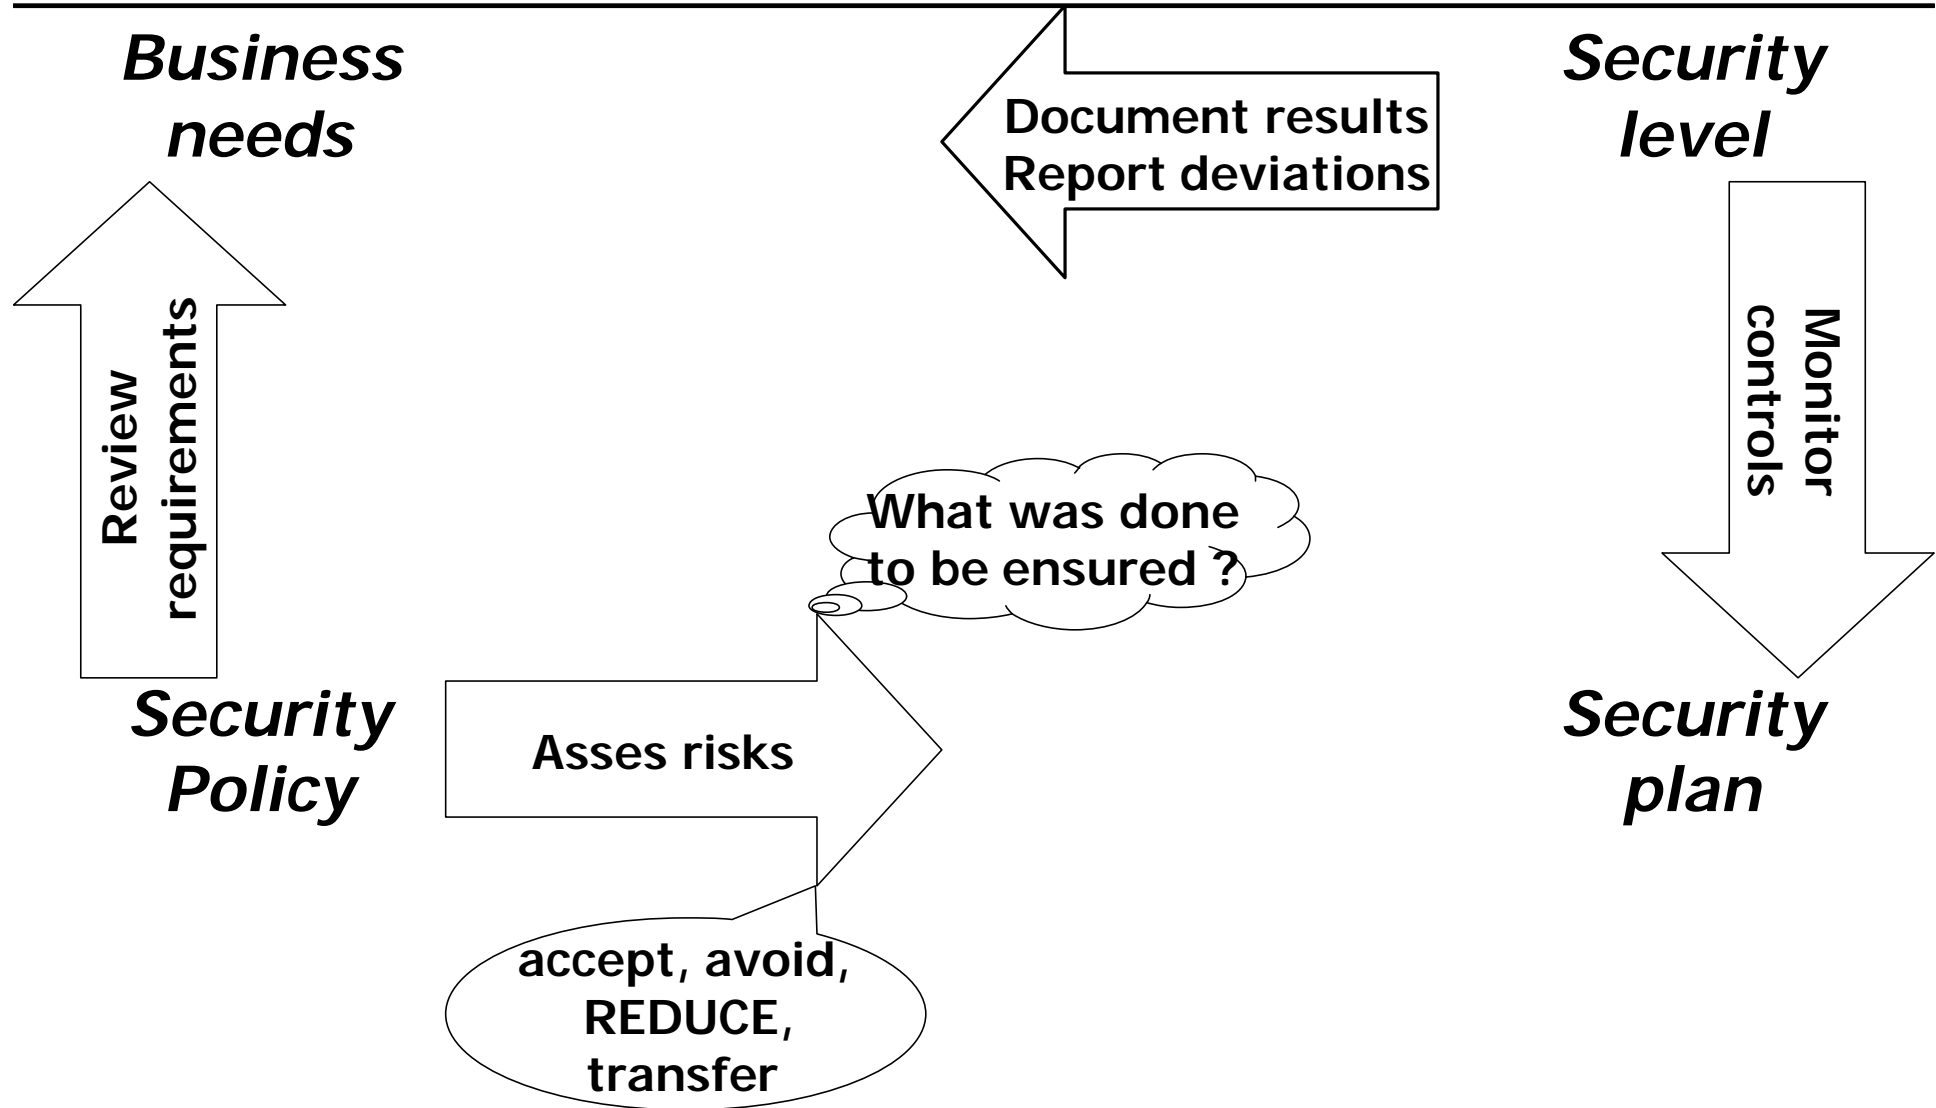 Business
needs
Document results
Report deviations
Security
level
Review
requirements
Monitor
controls
What was done
to be ensured ?
Security
Policy
Asses risks
Security
plan
accept, avoid,
REDUCE,
transfer